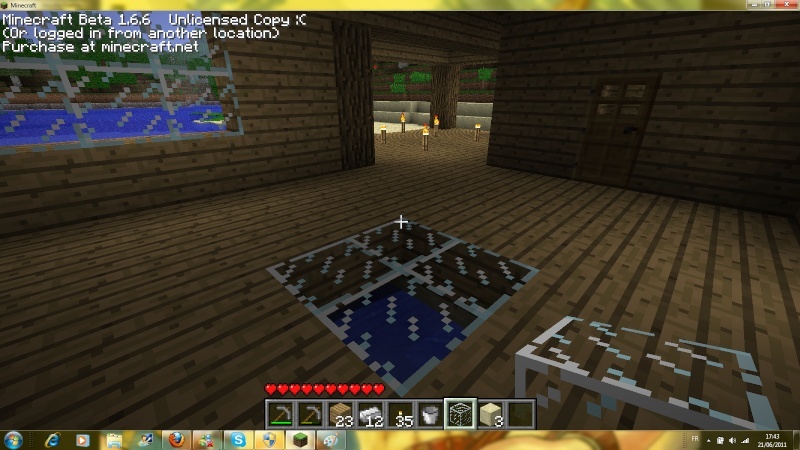 Minecraft
Minecraft Beta 1.6.6   Unlicensed Copy :(
(Or logged in from another location)
Purchase at minecraft.net
23 12 35 3
FR 17:43
21/06/2011